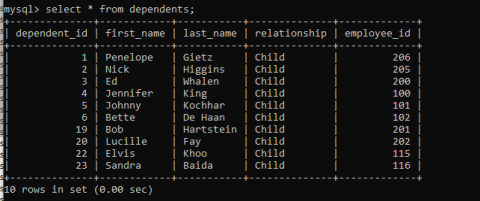 mysql> select * from dependents;
+--------------+------------+-----------+--------------+-------------+
| dependent_id | first_name | last_name | relationship | employee_id |
+--------------+------------+-----------+--------------+-------------+
| 1 | Penelope | Gietz | Child | 206 |
| 2 | Nick | Higgins | Child | 205 |
| 3 | Ed | Whalen | Child | 200 |
| 4 | Jennifer | King | Child | 100 |
| 5 | Johnny | Kochhar | Child | 101 |
| 6 | Bette | De Haan | Child | 102 |
| 19 | Bob | Hartstein | Child | 201 |
| 20 | Lucille | Fay | Child | 202 |
| 22 | Elvis | Khoo | Child | 115 |
| 23 | Sandra | Baida | Child | 116 |
+--------------+------------+-----------+--------------+-------------+
10 rows in set (0.00 sec)